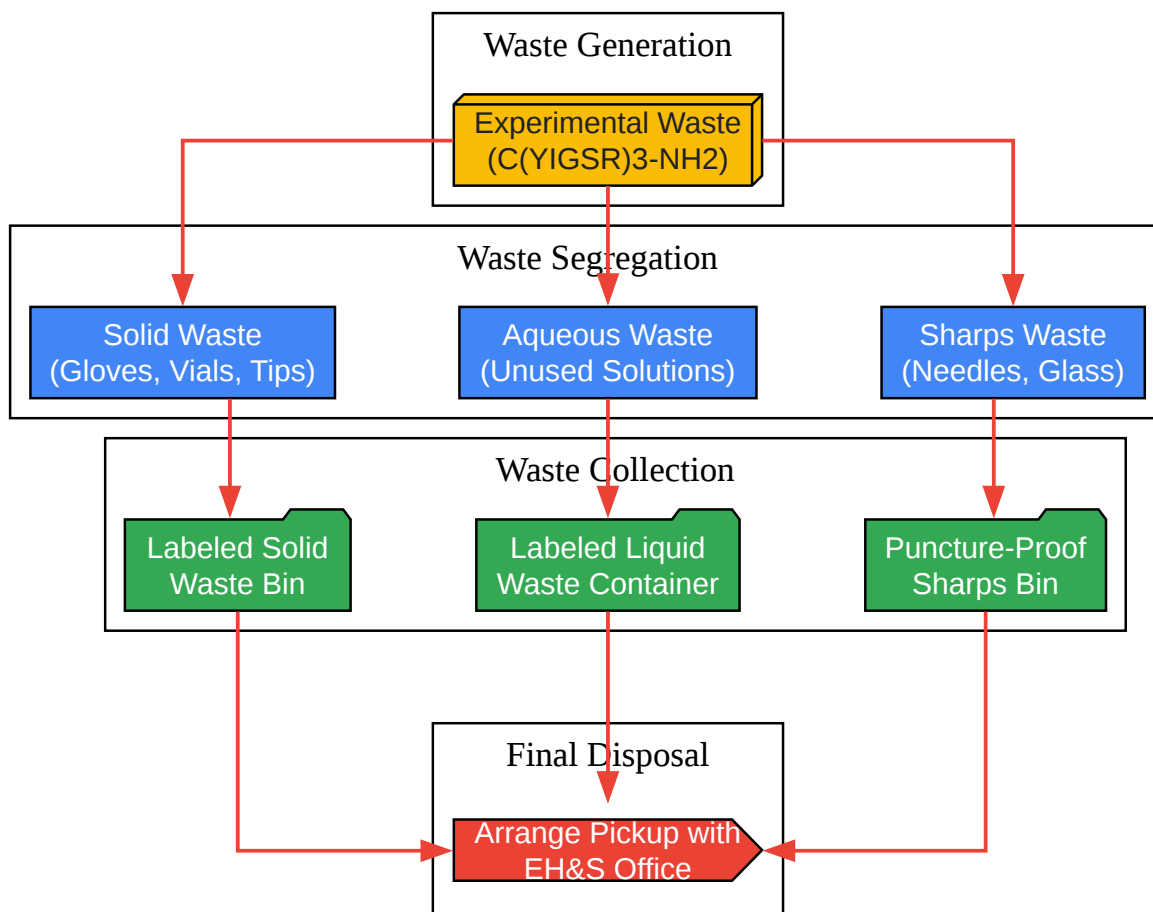 Waste Generation
Experimental Waste
(C(YIGSR)3-NH2)
Waste Segregation
Solid Waste
(Gloves, Vials, Tips)
Aqueous Waste
(Unused Solutions)
Sharps Waste
(Needles, Glass)
Waste Collection
Labeled Solid
Waste Bin
Labeled Liquid
Waste Container
Puncture-Proof
Sharps Bin
Final Disposal
Arrange Pickup with
EH&S Office